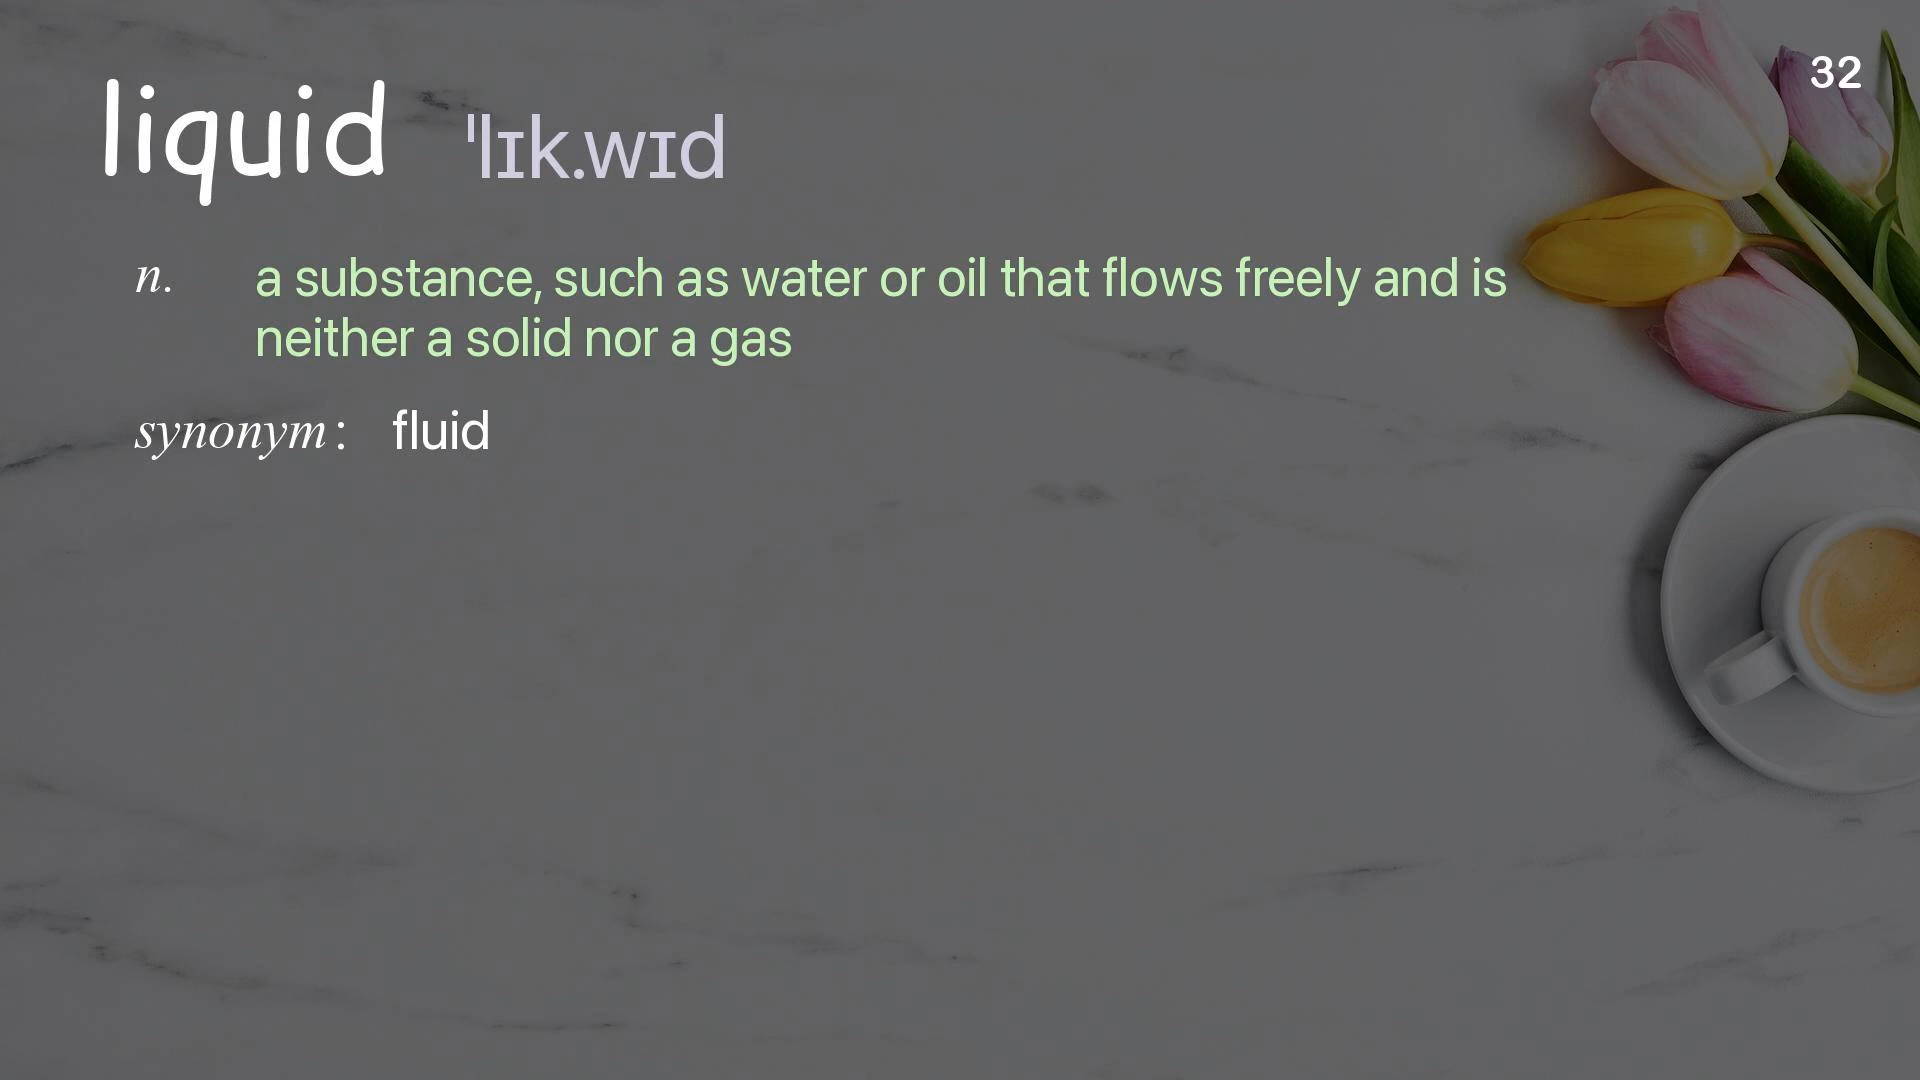 32
liquid ˈlɪk.wɪd
n. a substance, such as water or oil that flows freely and is
neither a solid nor a gas
synonym: fluid